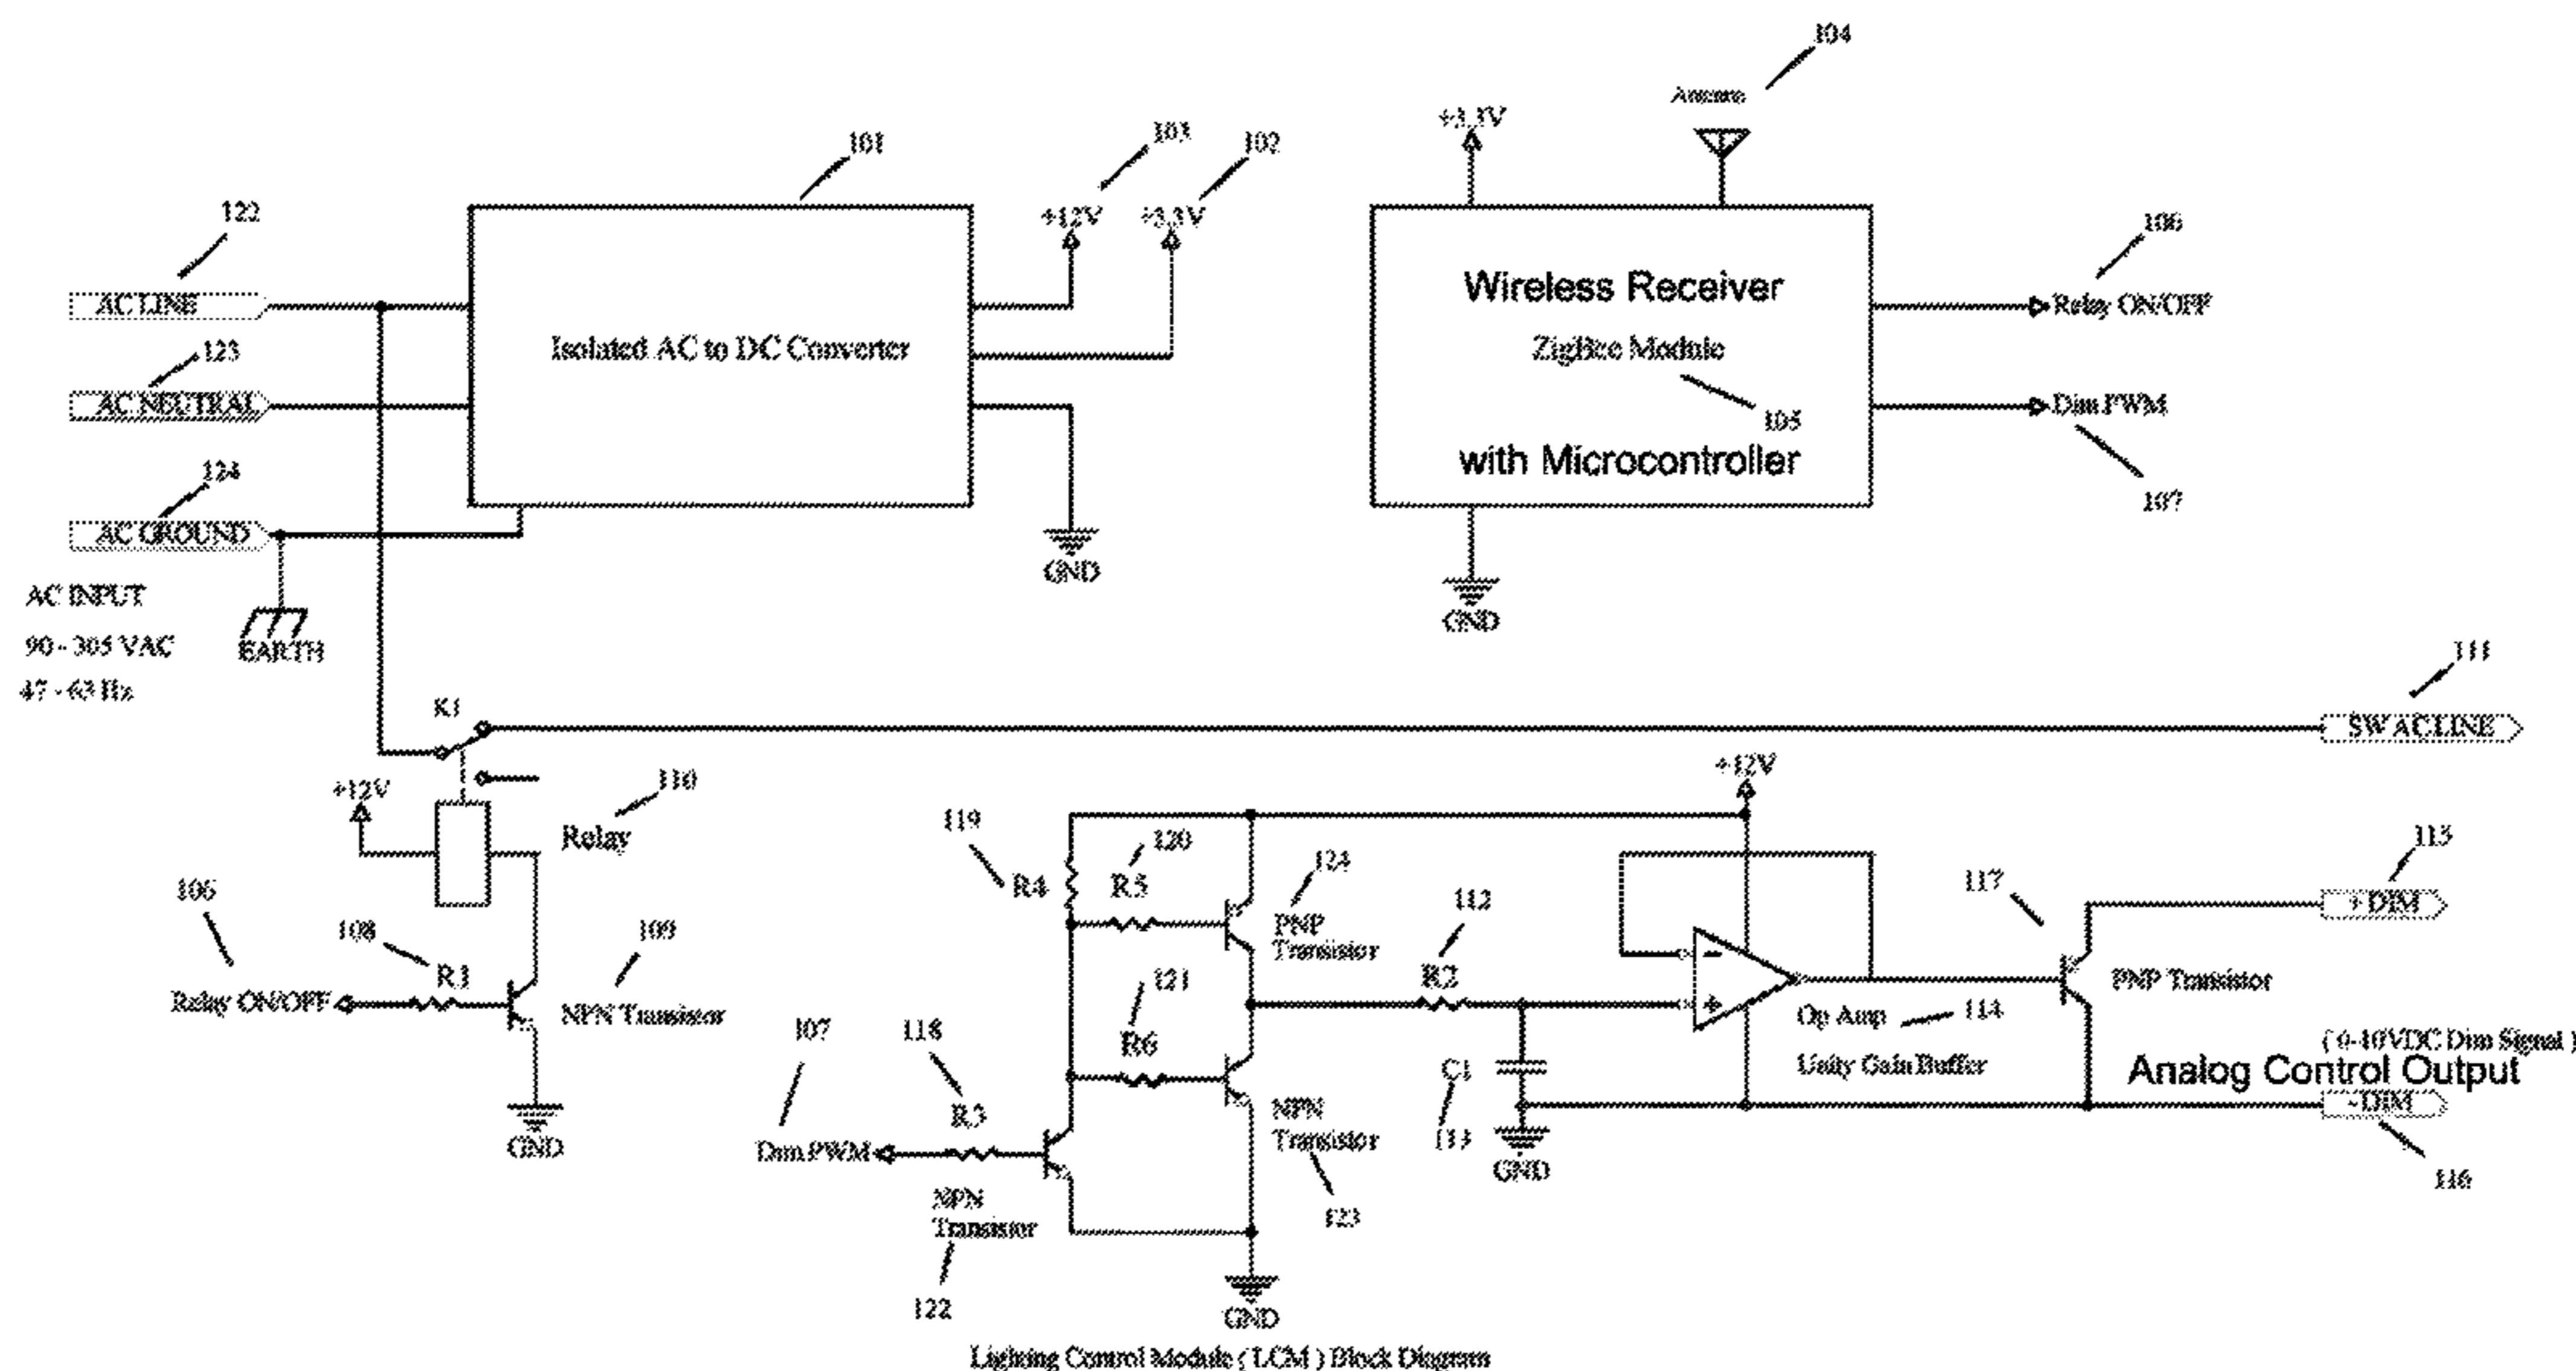 104
Antenna
+3.3V
101
103
102
+12V
+3.3V
122
AC LINE
123
AC NEUTRAL
124
AC GROUND
AC INPUT
90 - 305 VAC
47 - 63 Hz
EARTH
Isolated AC to DC Converter
GND
Wireless Receiver
ZigBee Module
105
with Microcontroller
GND
106
Relay ON/OFF
Dim.PWM
107
111
SW AC LINE
K1
+12V
110
Relay
106
108
R1
109
Relay ON/OFF
NPN Transistor
GND
+12V
119
R4
120
R5
124
PNP
Transistor
112
R2
121
R6
107
118
R3
Dim.PWM
NPN
Transistor
122
NPN
Transistor
123
GND
C1
113
GND
Op Amp
114
Unity Gain Buffer
117
PNP Transistor
115
+ DIM
( 0-10VDC Dim Signal )
Analog Control Output
- DIM
116
Lighting Control Module ( LCM ) Block Diagram